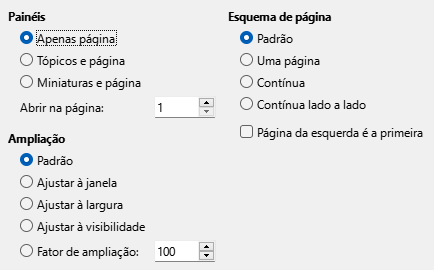 Painéis
Apenas página
Tópicos e página
Miniaturas e página
Abrir na página: 1
Ampliação
Padrão
Ajustar à janela
Ajustar à largura
Ajustar à visibilidade
Fator de ampliação: 100
Esquema de página
Padrão
Uma página
Contínua
Contínua lado a lado
Página da esquerda é a primeira